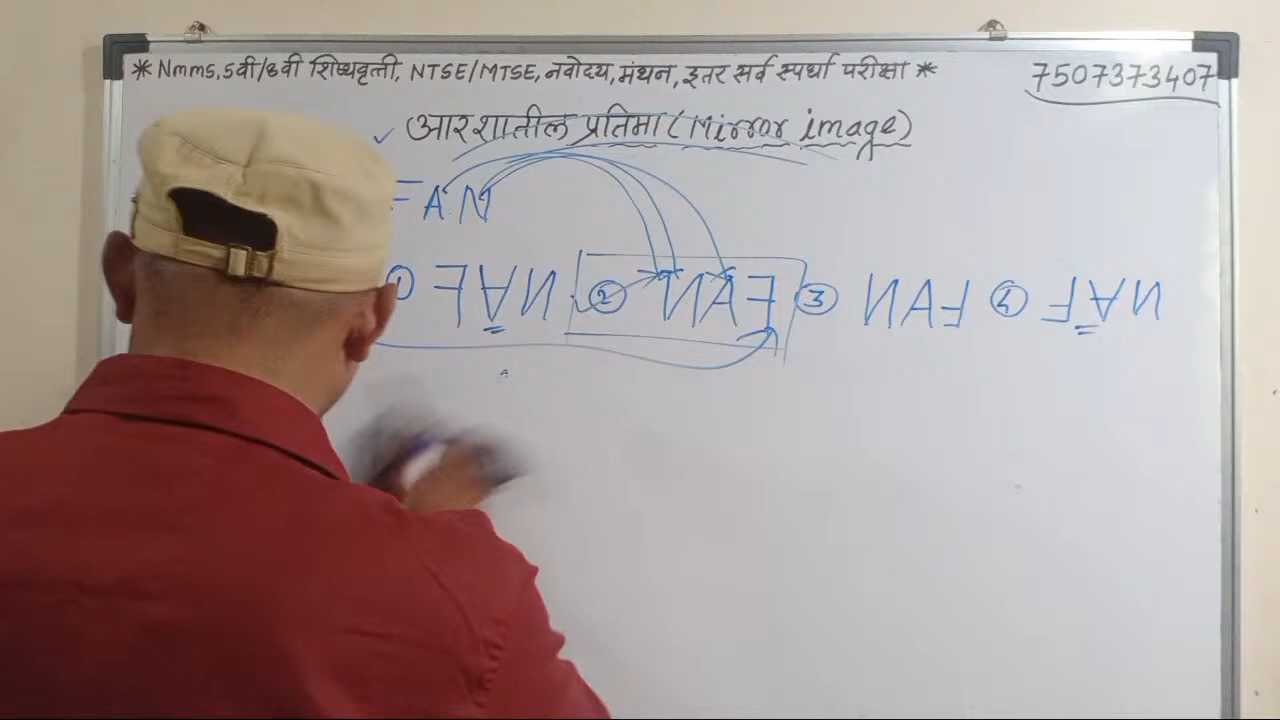 * Nmms, 5वी/8वी शिष्यवृत्ती, NTSE/MTSE, नवोदय, मंथन, इतर सर्व स्पर्धा परीक्षा *
7507373407
✓ आरशातील प्रतिमा (Mirror image)
FAN
① ② NAF ③ NAF ④